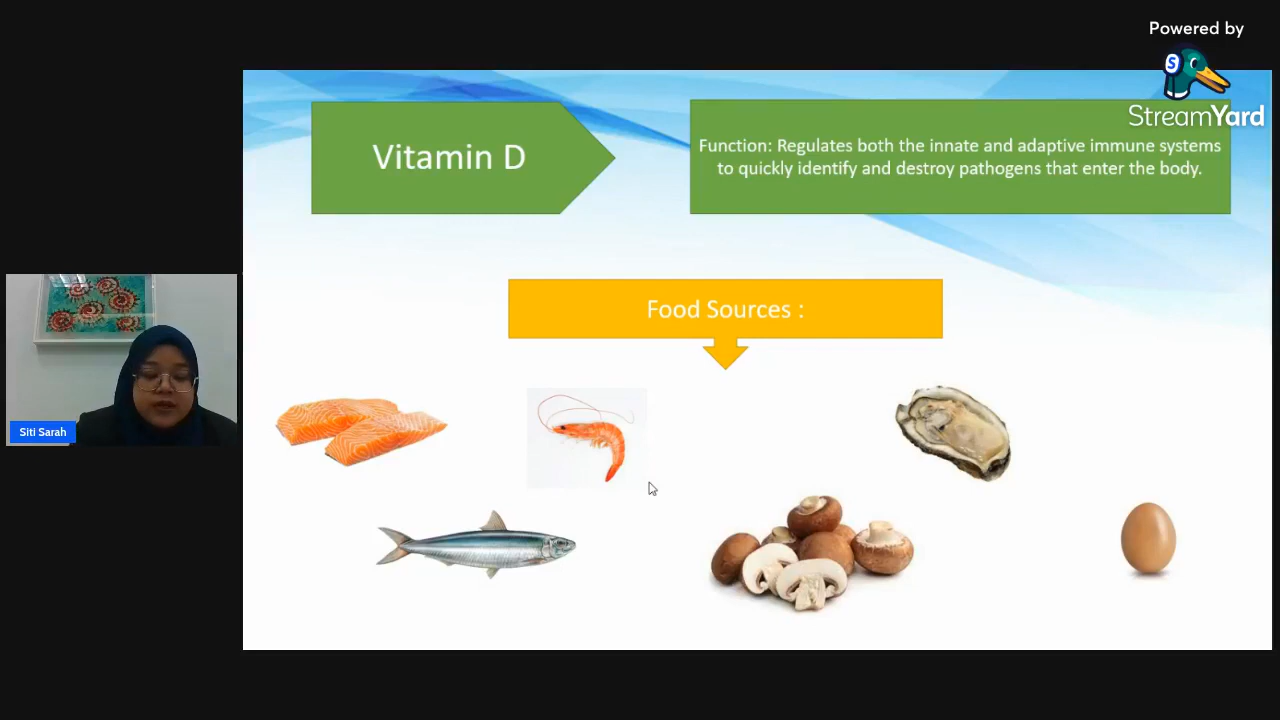 Powered by
StreamYard
Vitamin D
Function: Regulates both the innate and adaptive immune systems
to quickly identify and destroy pathogens that enter the body.
Food Sources :
Siti Sarah